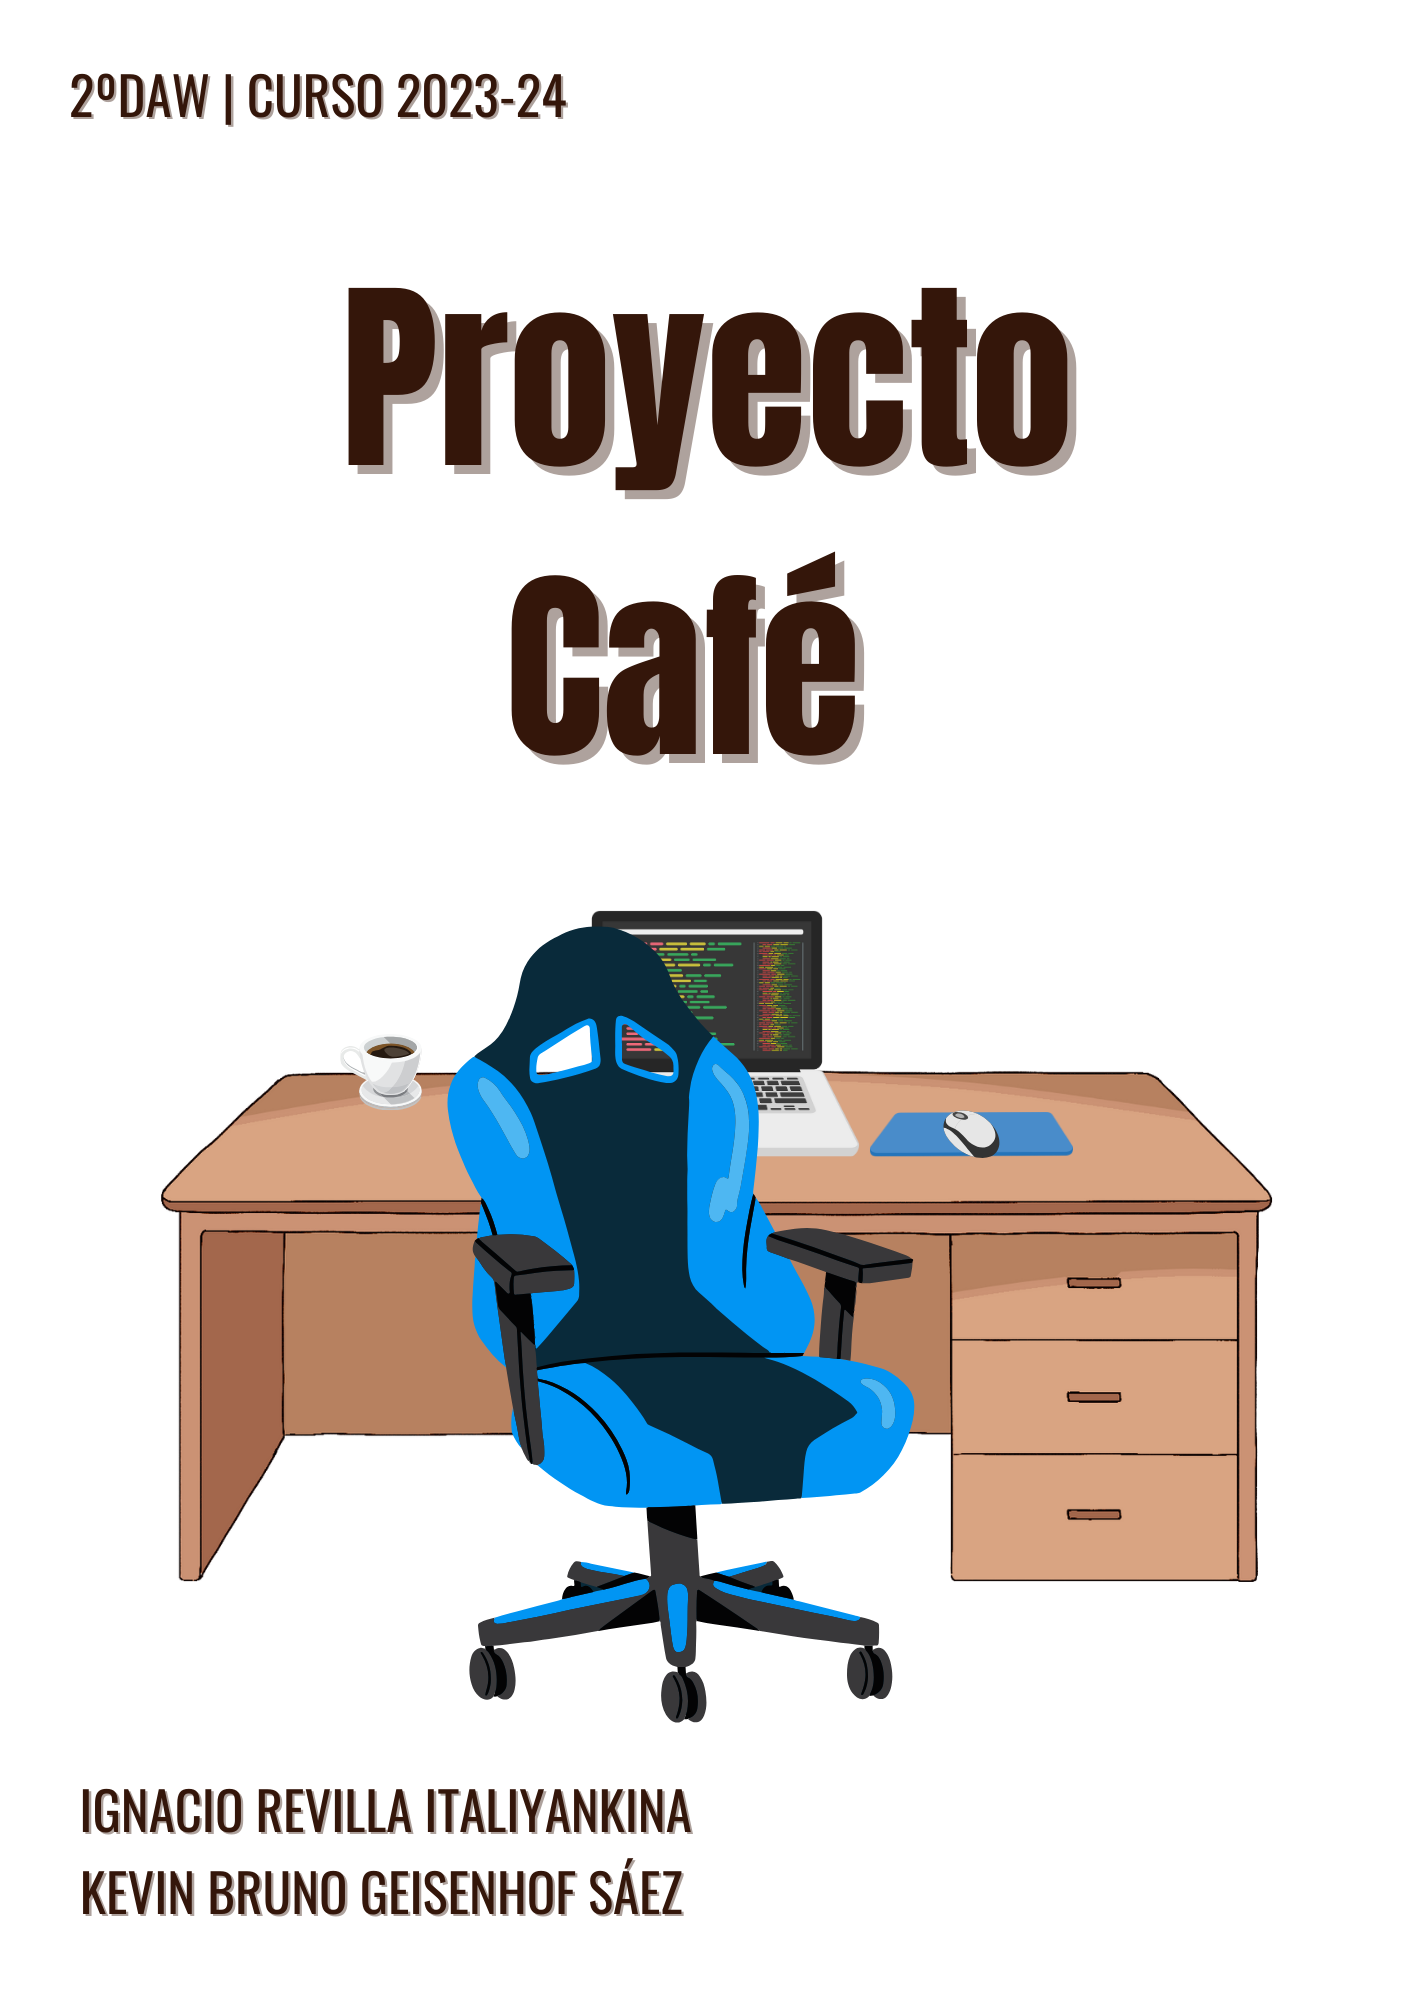 2ºDAW | CURSO 2023-24
Proyecto
Café
IGNACIO REVILLA ITALIYANKINA
KEVIN BRUNO GEISENHOF SÁEZ